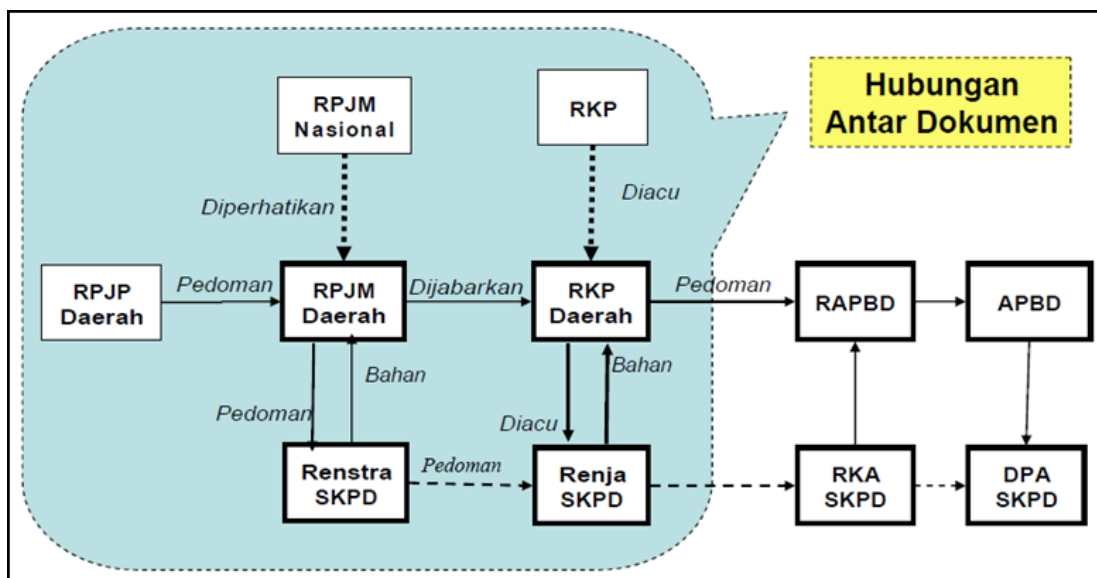 Hubungan
Antar Dokumen
RPJM
Nasional
RKP
Diperhatikan
Diacu
RPJP
Daerah
Pedoman
RPJM
Daerah
Dijabarkan
RKP
Daerah
Pedoman
RAPBD
APBD
Pedoman
Bahan
Diacu
Bahan
Renstra
SKPD
Pedoman
Renja
SKPD
RKA
SKPD
DPA
SKPD